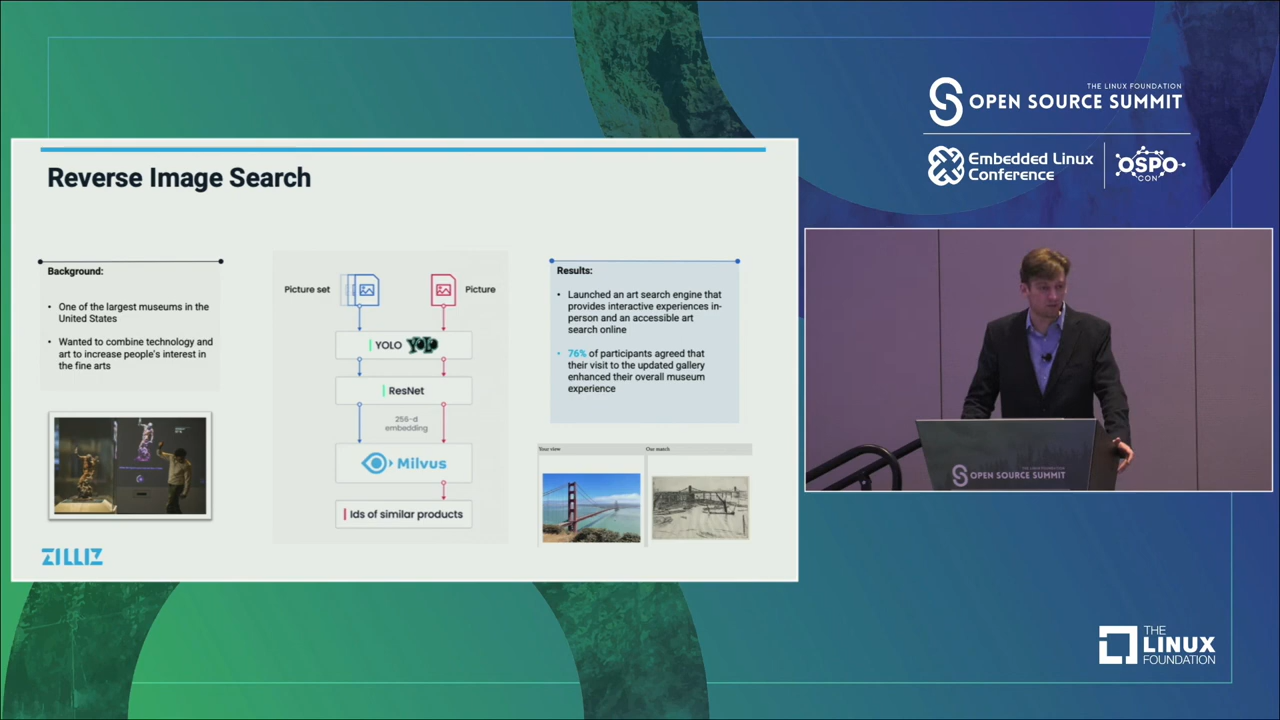 THE LINUX FOUNDATION
OPEN SOURCE SUMMIT
Embedded Linux
Conference
OSPO
CON
Reverse Image Search
Background:
• One of the largest museums in the
United States
• Wanted to combine technology and
art to increase people's interest in
the fine arts
Picture set
Picture
YOLO YOLO
ResNet
256-d
embedding
Milvus
Ids of similar products
Results:
• Launched an art search engine that
provides interactive experiences in-
person and an accessible art
search online
• 76% of participants agreed that
their visit to the updated gallery
enhanced their overall museum
experience
Your view
Our match
ZILLIZ
OPEN SOURCE SUMMIT
THE
LINUX
FOUNDATION